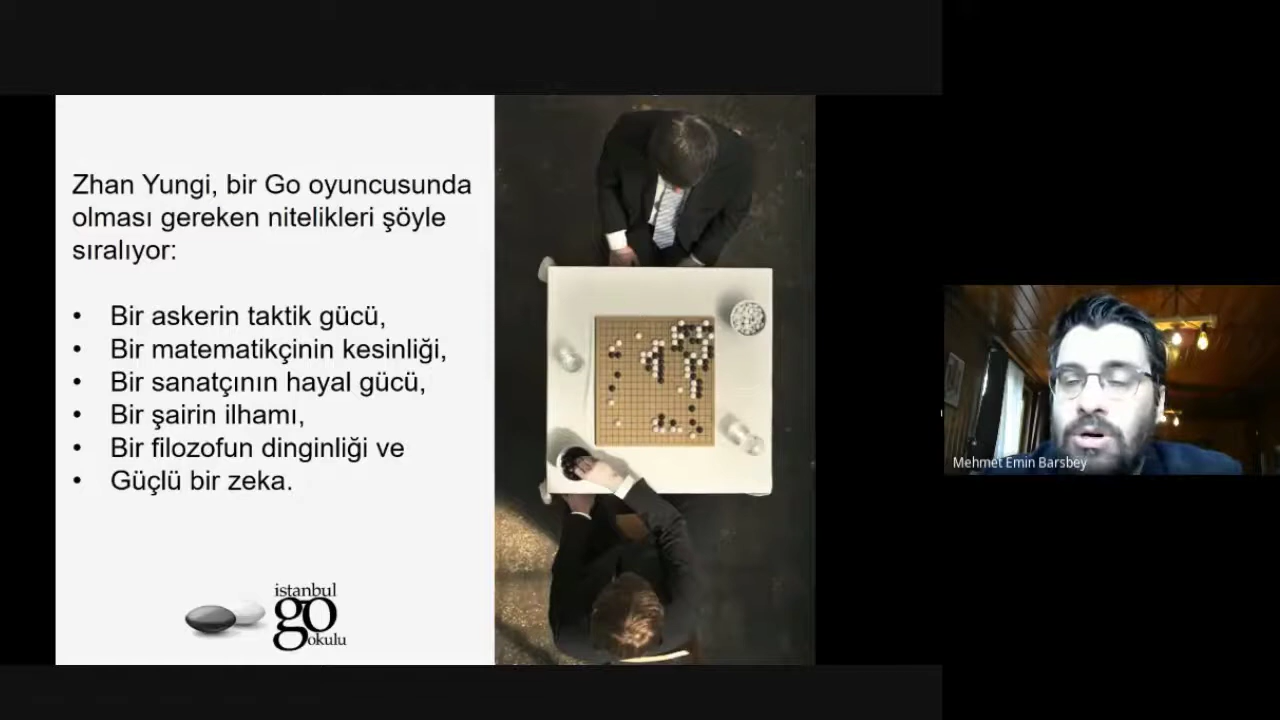 Zhan Yungi, bir Go oyuncusunda
olması gereken nitelikleri şöyle
sıralıyor:
• Bir askerin taktik gücü,
• Bir matematikçinin kesinliği,
• Bir sanatçının hayal gücü,
• Bir şairin ilhamı,
• Bir filozofun dinginliği ve
• Güçlü bir zeka.
istanbul
go
okulu
Mehmet Emin Barsbey